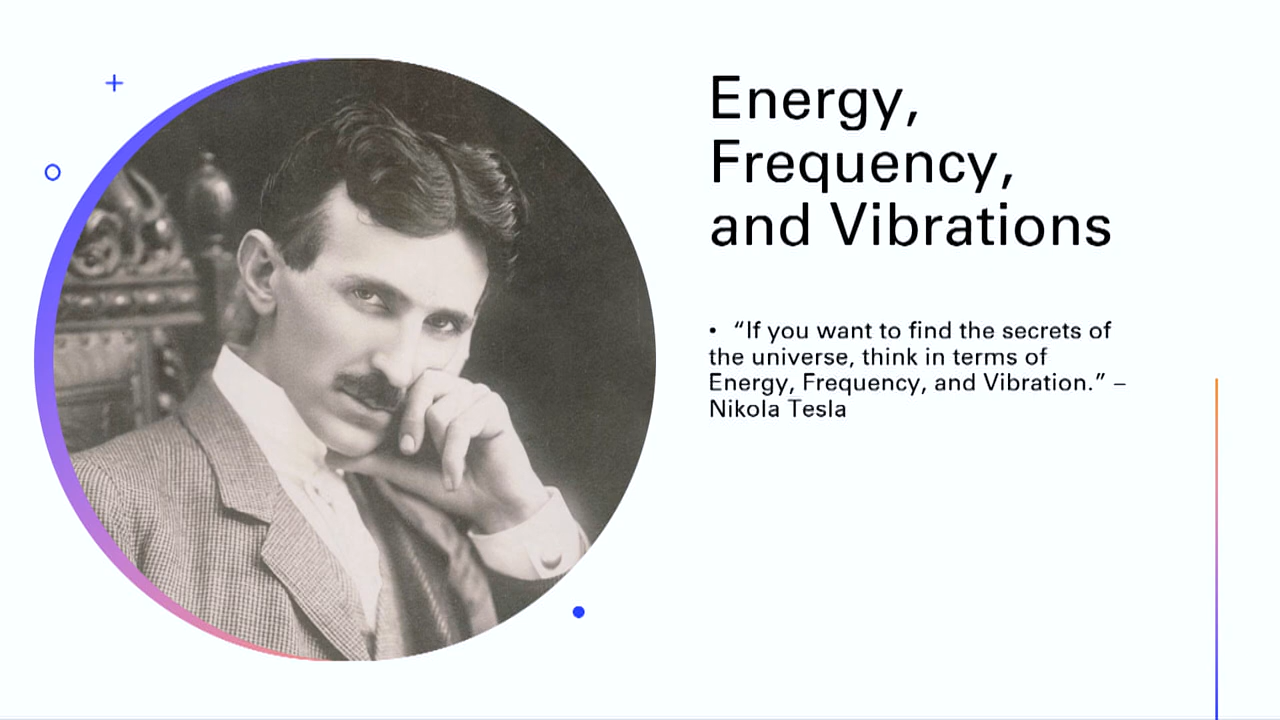 Energy,
Frequency,
and Vibrations
• “If you want to find the secrets of
the universe, think in terms of
Energy, Frequency, and Vibration.” –
Nikola Tesla